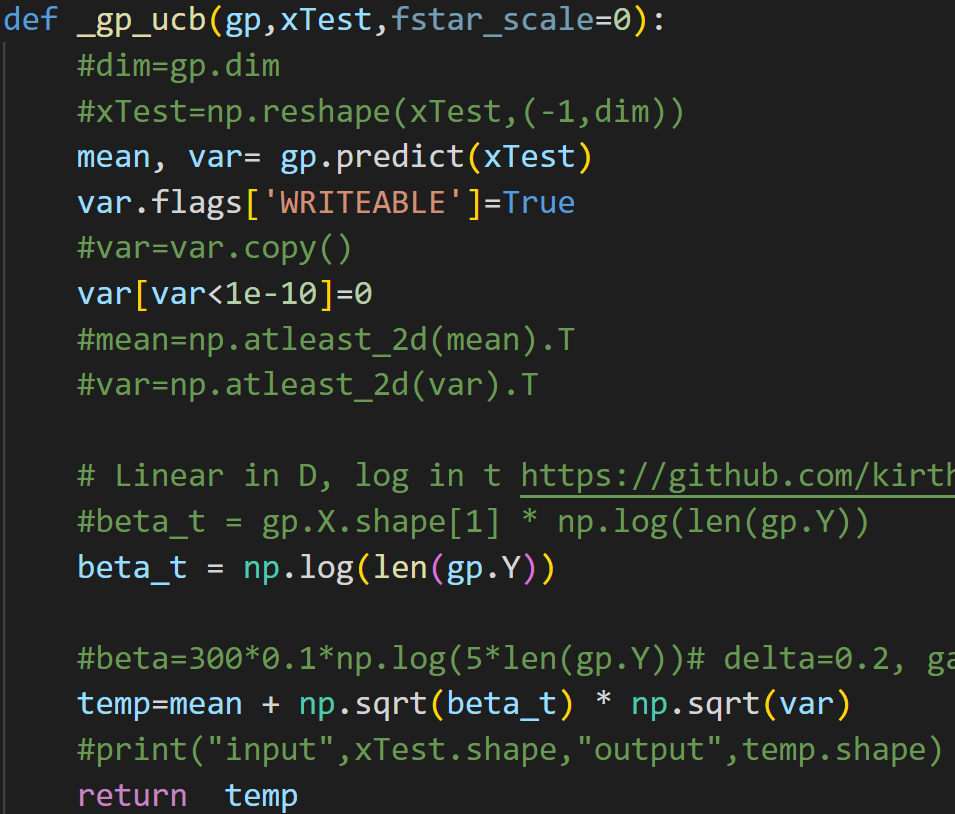 def _gp_ucb(gp,xTest,fstar_scale=0):
#dim=gp.dim
#xTest=np.reshape(xTest,(-1,dim))
mean, var= gp.predict(xTest)
var.flags['WRITEABLE']=True
#var=var.copy()
var[var<1e-10]=0
#mean=np.atleast_2d(mean).T
#var=np.atleast_2d(var).T
# Linear in D, log in t https://github.com/kirth
#beta_t = gp.X.shape[1] * np.log(len(gp.Y))
beta_t = np.log(len(gp.Y))
#beta=300*0.1*np.log(5*len(gp.Y))# delta=0.2, ga
temp=mean + np.sqrt(beta_t) * np.sqrt(var)
#print("input",xTest.shape,"output",temp.shape)
return  temp